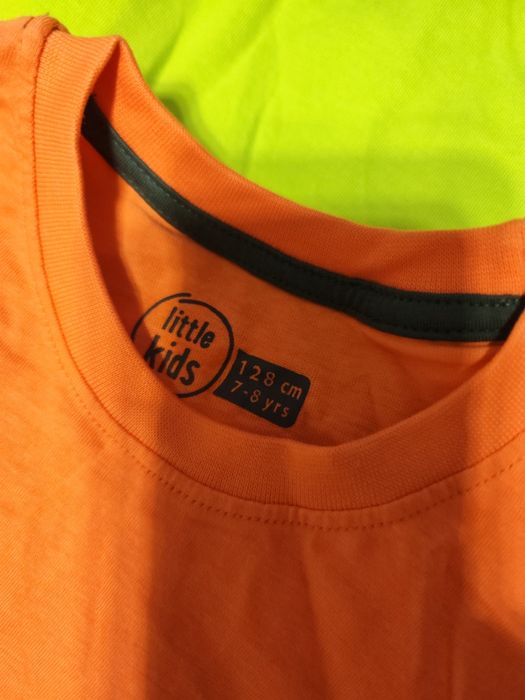 little
kids
128 cm
7-8 yrs